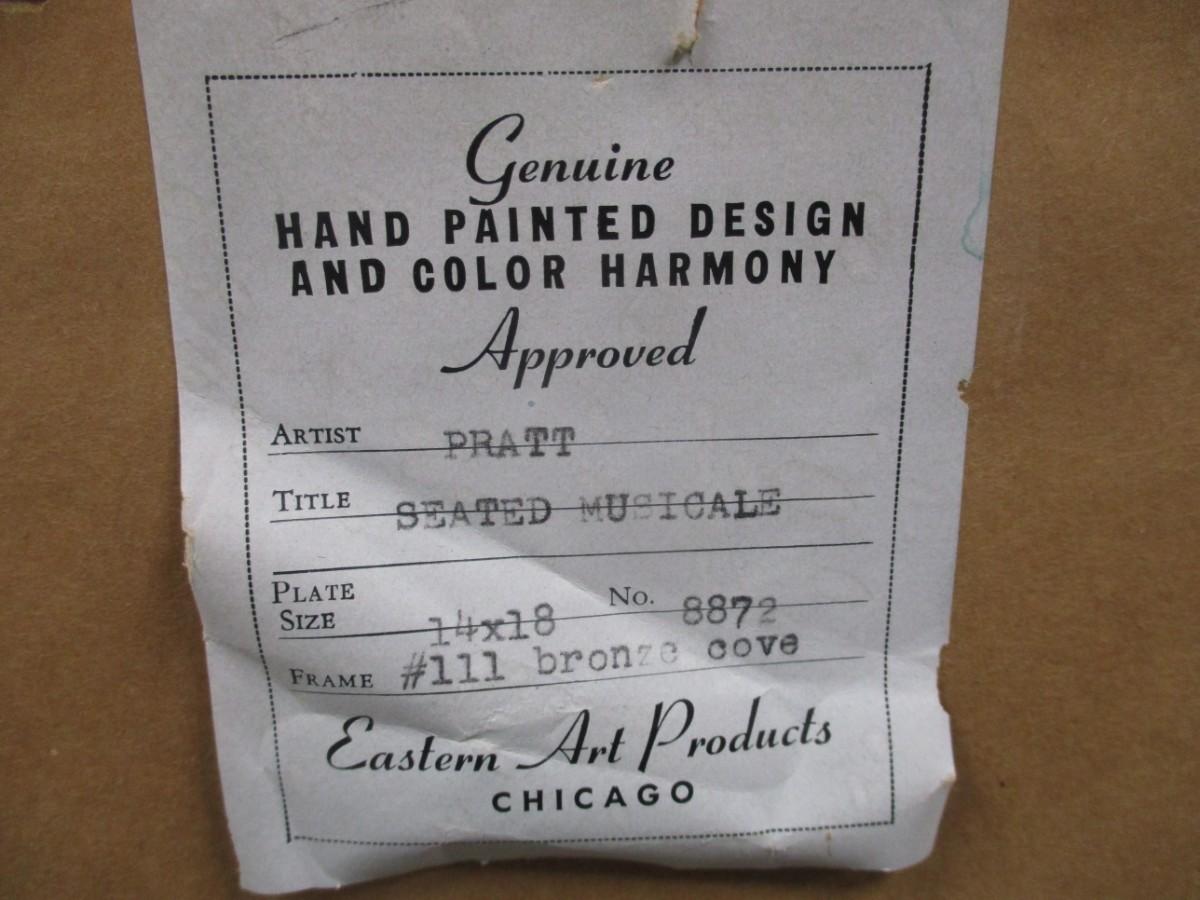 Genuine
HAND PAINTED DESIGN
AND COLOR HARMONY
Approved
ARTIST PRATT
TITLE SEATED MUSICALE
PLATE
SIZE 14x18 No. 8872
FRAME #111 bronze cove
Eastern Art Products
CHICAGO